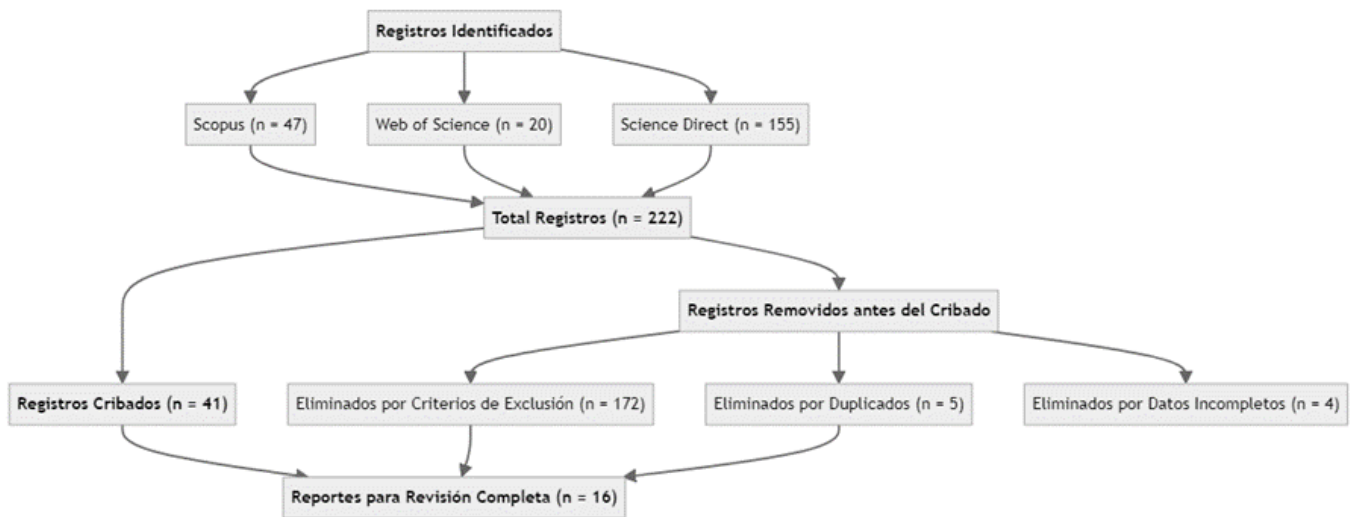 Registros Identificados
Scopus (n = 47)
Web of Science (n = 20)
Science Direct (n = 155)
Total Registros (n = 222)
Registros Removidos antes del Cribado
Registros Cribados (n = 41)
Eliminados por Criterios de Exclusión (n = 172)
Eliminados por Duplicados (n = 5)
Eliminados por Datos Incompletos (n = 4)
Reportes para Revisión Completa (n = 16)